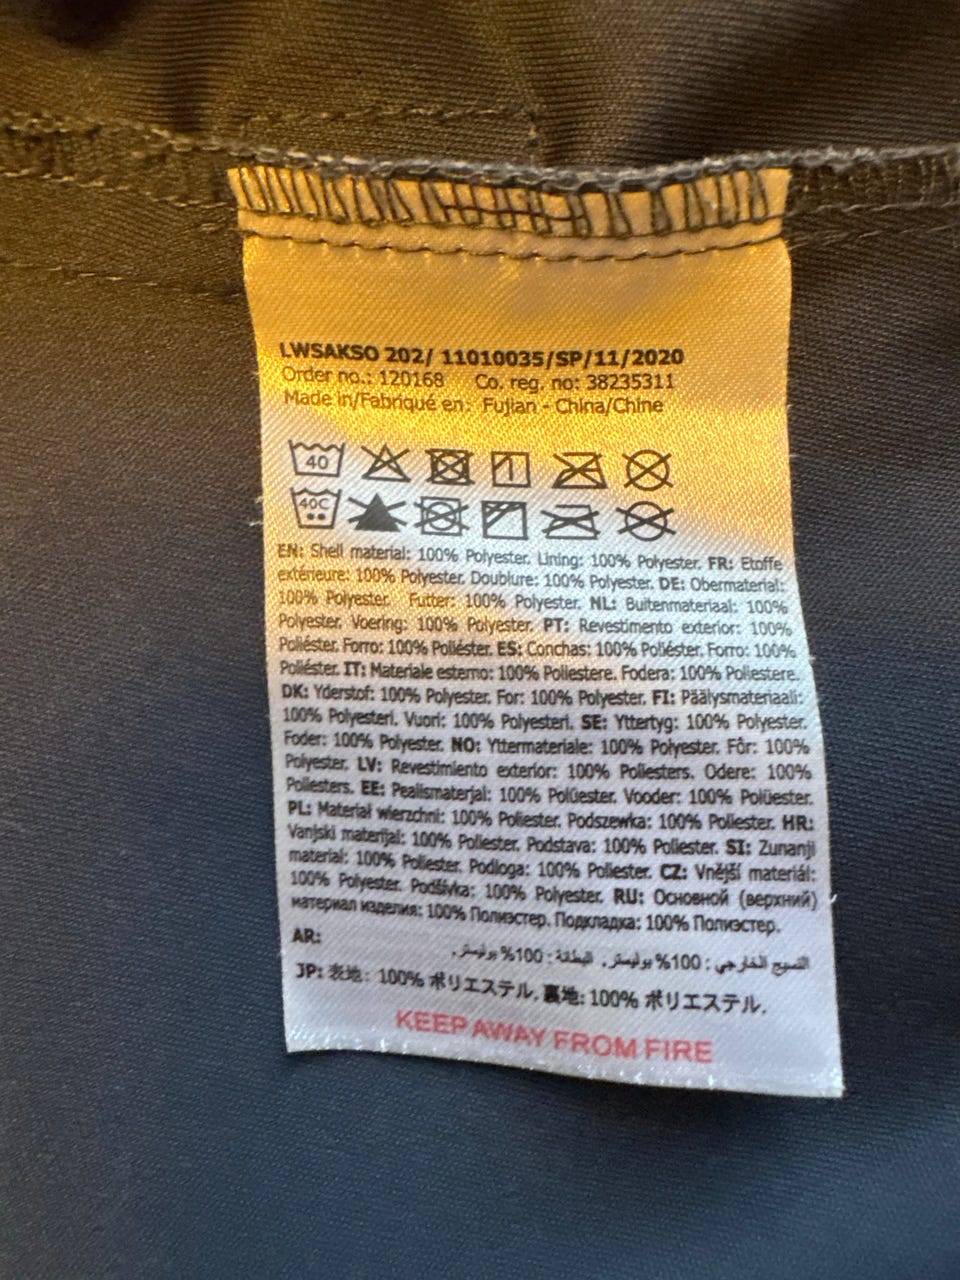 LWSAKSO 202/ 11010035/SP/11/2020
Order no.: 120168 Co. reg. no: 38235311
Made in/Fabriqué en: Fujian - China/Chine
40
40C
EN: Shell material: 100% Polyester. Lining: 100% Polyester. FR: Etoffe
extérieure: 100% Polyester. Doublure: 100% Polyester. DE: Obermaterial:
100% Polyester. Futter: 100% Polyester. NL: Buitenmateriaal: 100%
Polyester. Voering: 100% Polyester. PT: Revestimento exterior: 100%
Poliéster. Forro: 100% Poliéster. ES: Conchas: 100% Poliéster. Forro: 100%
Poliéster. IT: Materiale esterno: 100% Poliestere. Fodera: 100% Poliestere.
DK: Yderstof: 100% Polyester. For: 100% Polyester. FI: Päälysmateriaali:
100% Polyesteri. Vuori: 100% Polyesteri. SE: Yttertyg: 100% Polyester.
Foder: 100% Polyester. NO: Yttermateriale: 100% Polyester. Fôr: 100%
Polyester. LV: Revestimiento exterior: 100% Poliesters. Odere: 100%
Poliesters. EE: Pealismaterjal: 100% Polüester. Vooder: 100% Polüester.
PL: Materiał wierzchni: 100% Poliester. Podszewka: 100% Poliester. HR:
Vanjski materijal: 100% Poliester. Podstava: 100% Poliester. SI: Zunanji
material: 100% Poliester. Podloga: 100% Poliester. CZ: Vnější materiál:
100% Polyester. Podšívka: 100% Polyester. RU: Основной (верхний)
материал изделия: 100% Полиэстер. Подкладка: 100% Полиэстер.
AR:
النسيج الخارجي: 100% بوليستر. البطانة: 100% بوليستر.
JP: 表地: 100% ポリエステル. 裏地: 100% ポリエステル.
KEEP AWAY FROM FIRE